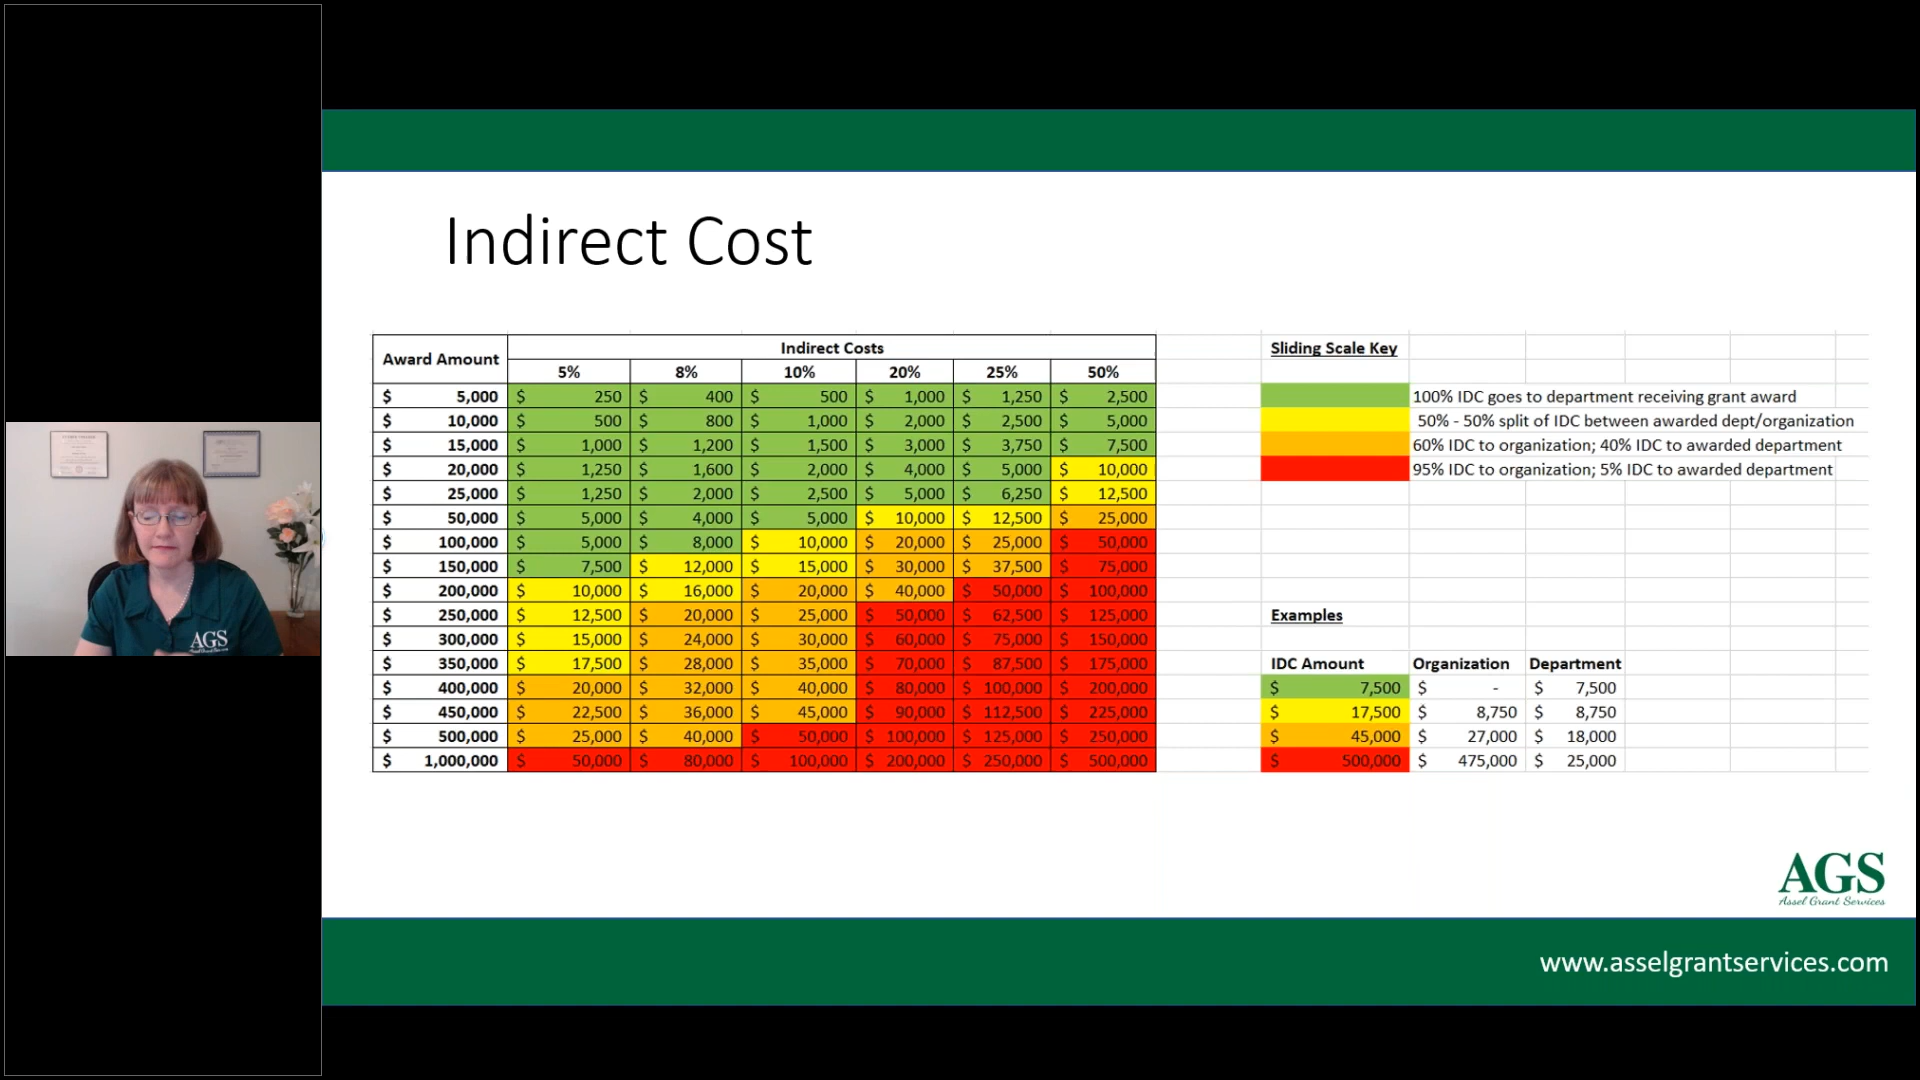 Indirect Cost
Award Amount Indirect Costs
5% 8% 10% 20% 25% 50%
$ 5,000 $ 250 $ 400 $ 500 $ 1,000 $ 1,250 $ 2,500
$ 10,000 $ 500 $ 800 $ 1,000 $ 2,000 $ 2,500 $ 5,000
$ 15,000 $ 1,000 $ 1,200 $ 1,500 $ 3,000 $ 3,750 $ 7,500
$ 20,000 $ 1,250 $ 1,600 $ 2,000 $ 4,000 $ 5,000 $ 10,000
$ 25,000 $ 1,250 $ 2,000 $ 2,500 $ 5,000 $ 6,250 $ 12,500
$ 50,000 $ 5,000 $ 4,000 $ 5,000 $ 10,000 $ 12,500 $ 25,000
$ 100,000 $ 5,000 $ 8,000 $ 10,000 $ 20,000 $ 25,000 $ 50,000
$ 150,000 $ 7,500 $ 12,000 $ 15,000 $ 30,000 $ 37,500 $ 75,000
$ 200,000 $ 10,000 $ 16,000 $ 20,000 $ 40,000 $ 50,000 $ 100,000
$ 250,000 $ 12,500 $ 20,000 $ 25,000 $ 50,000 $ 62,500 $ 125,000
$ 300,000 $ 15,000 $ 24,000 $ 30,000 $ 60,000 $ 75,000 $ 150,000
$ 350,000 $ 17,500 $ 28,000 $ 35,000 $ 70,000 $ 87,500 $ 175,000
$ 400,000 $ 20,000 $ 32,000 $ 40,000 $ 80,000 $ 100,000 $ 200,000
$ 450,000 $ 22,500 $ 36,000 $ 45,000 $ 90,000 $ 112,500 $ 225,000
$ 500,000 $ 25,000 $ 40,000 $ 50,000 $ 100,000 $ 125,000 $ 250,000
$ 1,000,000 $ 50,000 $ 80,000 $ 100,000 $ 200,000 $ 250,000 $ 500,000
Sliding Scale Key
100% IDC goes to department receiving grant award
50% - 50% split of IDC between awarded dept/organization
60% IDC to organization; 40% IDC to awarded department
95% IDC to organization; 5% IDC to awarded department
Examples
IDC Amount Organization Department
$ 7,500 $ - $ 7,500
$ 17,500 $ 8,750 $ 8,750
$ 45,000 $ 27,000 $ 18,000
$ 500,000 $ 475,000 $ 25,000
AGS
AGS
Assel Grant Services
www.asselgrantservices.com